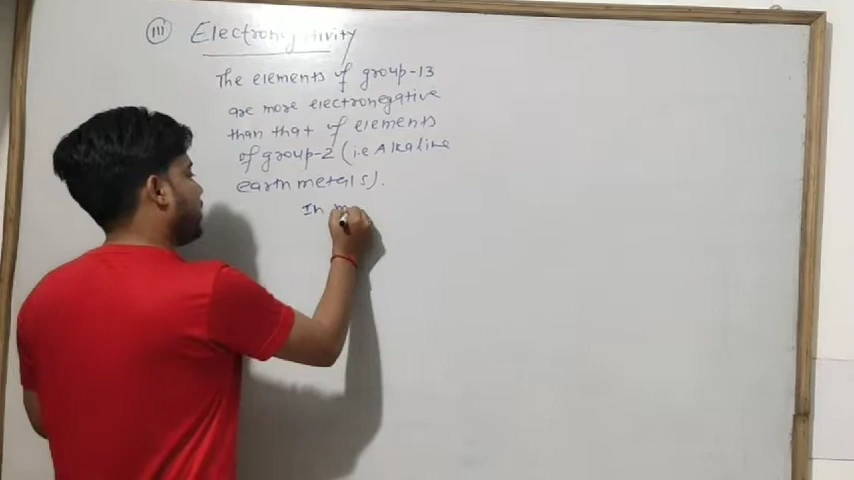 (iii) Electronegativity
The elements of group-13
are more electronegative
than that of elements
of group-2 (i.e Alkaline
earth metals).
In